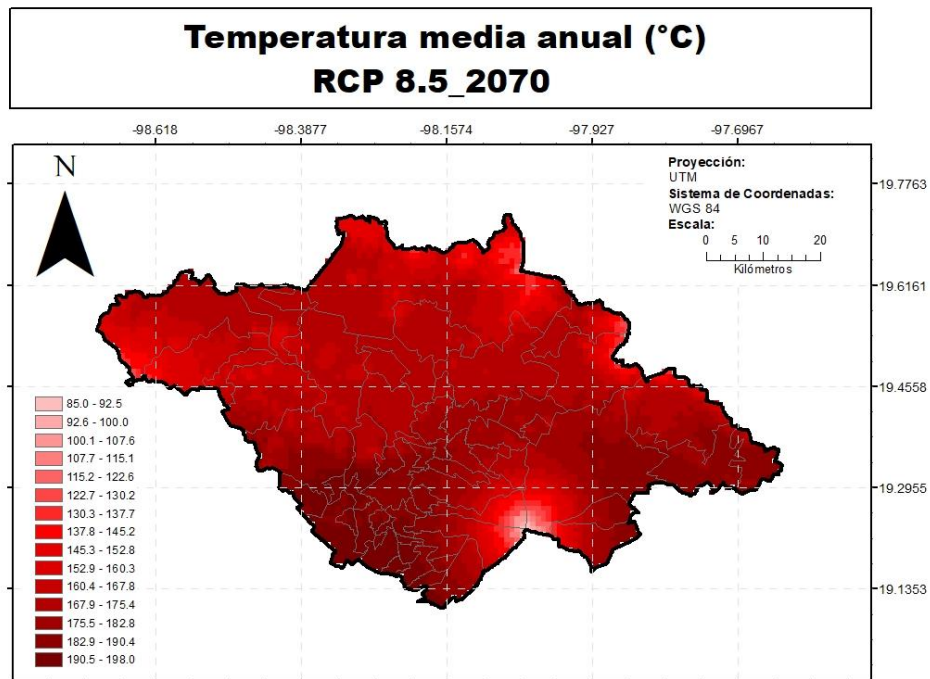 Temperatura media anual (°C)
RCP 8.5_2070
-98.618
-98.3877
-98.1574
-97.927
-97.6967
N
Proyección:
UTM
Sistema de Coordenadas:
WGS 84
Escala:
0 5 10 20
Kilómetros
19.7763
19.6161
19.4558
19.2955
19.1353
85.0 - 92.5
92.6 - 100.0
100.1 - 107.6
107.7 - 115.1
115.2 - 122.6
122.7 - 130.2
130.3 - 137.7
137.8 - 145.2
145.3 - 152.8
152.9 - 160.3
160.4 - 167.8
167.9 - 175.4
175.5 - 182.8
182.9 - 190.4
190.5 - 198.0